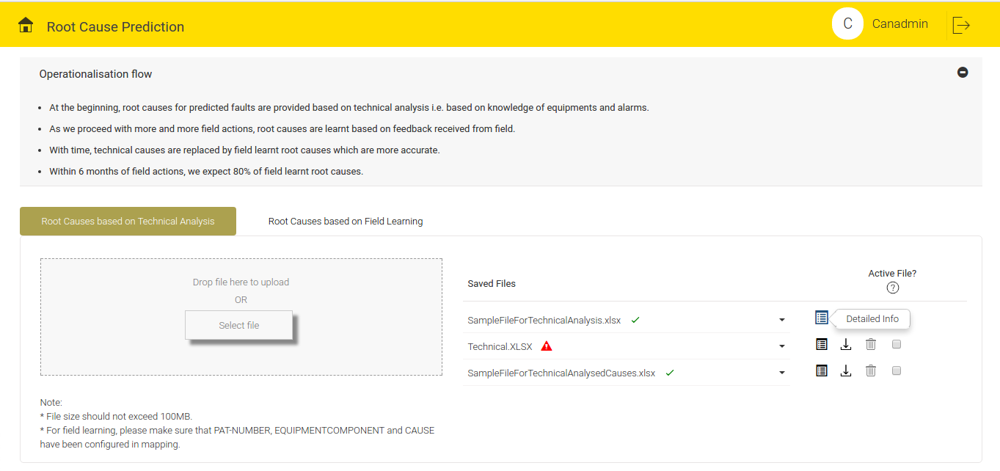 Root Cause Prediction
C Canadmin
Operationalisation flow
• At the beginning, root causes for predicted faults are provided based on technical analysis i.e. based on knowledge of equipments and alarms.
• As we proceed with more and more field actions, root causes are learnt based on feedback received from field.
• With time, technical causes are replaced by field learnt root causes which are more accurate.
• Within 6 months of field actions, we expect 80% of field learnt root causes.
Root Causes based on Technical Analysis
Root Causes based on Field Learning
Drop file here to upload
OR
Select file
Note:
* File size should not exceed 100MB.
* For field learning, please make sure that PAT-NUMBER, EQUIPMENTCOMPONENT and CAUSE
have been configured in mapping.
Saved Files
Active File?
?
SampleFileForTechnicalAnalysis.xlsx
Detailed Info
Technical.XLSX
SampleFileForTechnicalAnalysedCauses.xlsx